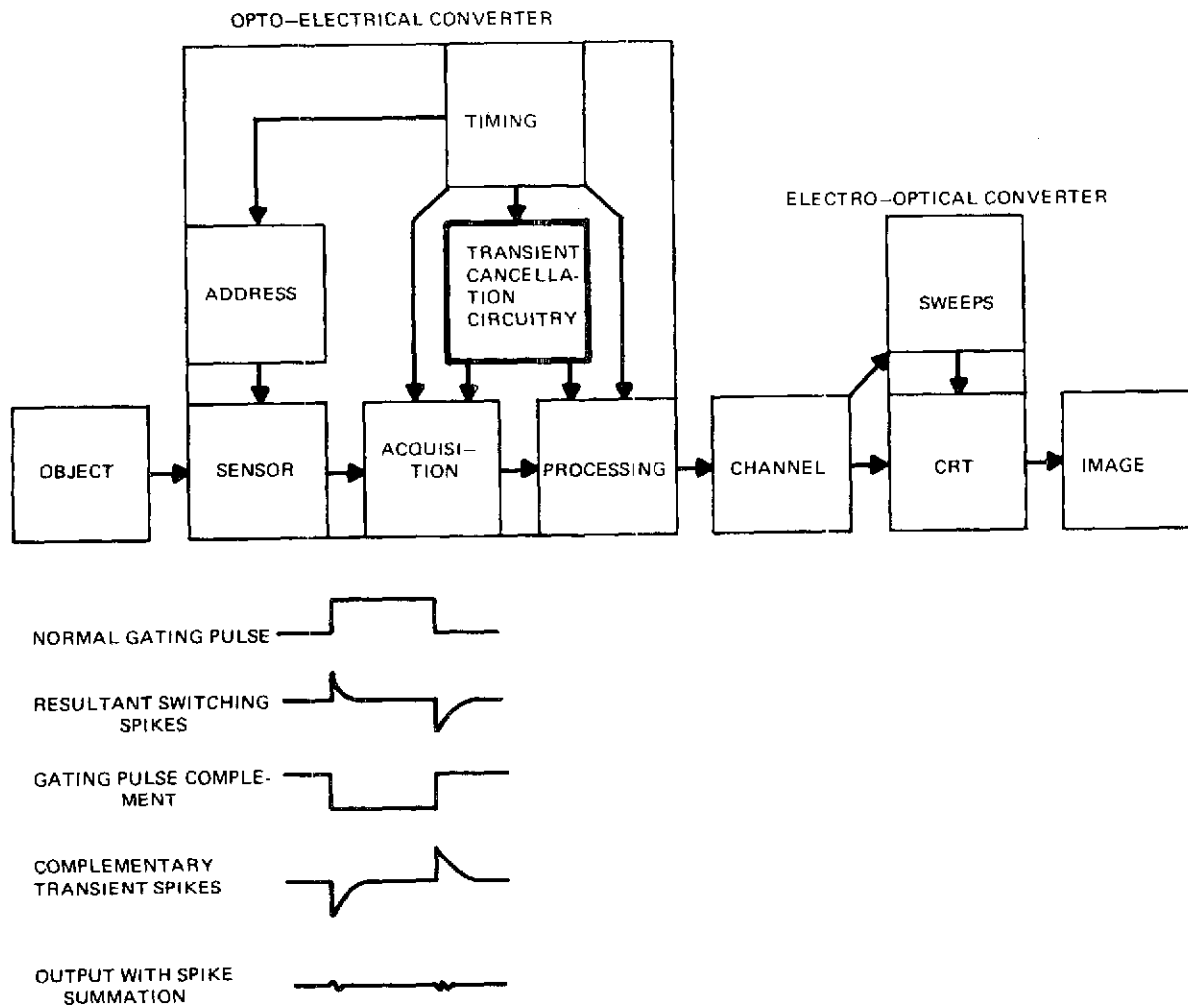 OPTO-ELECTRICAL CONVERTER
TIMING
ELECTRO-OPTICAL CONVERTER
ADDRESS
TRANSIENT
CANCELLA-
TION
CIRCUITRY
SWEEPS
OBJECT
SENSOR
ACQUISI-
TION
PROCESSING
CHANNEL
CRT
IMAGE
NORMAL GATING PULSE
RESULTANT SWITCHING
SPIKES
GATING PULSE COMPLE-
MENT
COMPLEMENTARY
TRANSIENT SPIKES
OUTPUT WITH SPIKE
SUMMATION